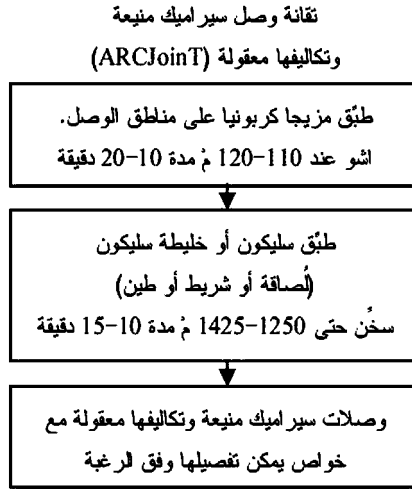 تقانة وصل سيراميك منيعة
وتكاليفها معقولة (ARCJoinT)
طبِّق مزيجا كربونيا على مناطق الوصل.
اشو عند 110-120 مْ مدة 10-20 دقيقة
طبِّق سليكون أو خليطة سليكون
(لُصاقة أو شريط أو طين)
سخِّن حتى 1250-1425 مْ مدة 10-15 دقيقة
وصلات سيراميك منيعة وتكاليفها معقولة مع
خواص يمكن تفصيلها وفق الرغبة